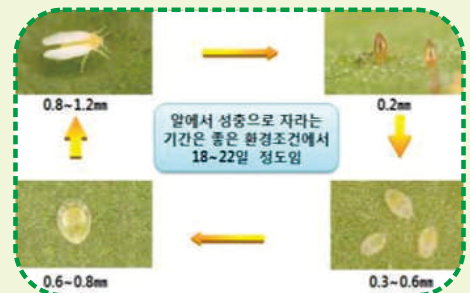 0.8~1.2㎜
0.2㎜
알에서 성충으로 자라는
기간은 좋은 환경조건에서
18~22일 정도임
0.6~0.8㎜
0.3~0.6㎜